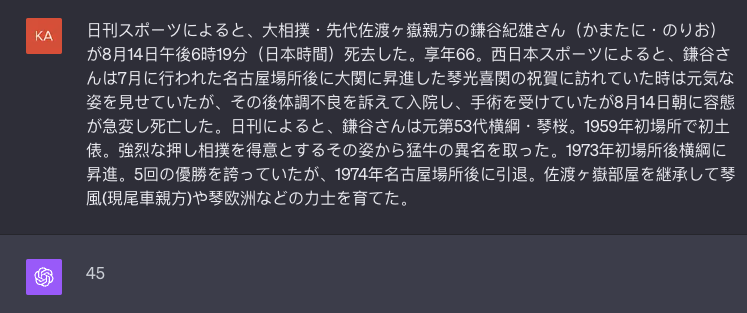 KA
日刊スポーツによると、大相撲・先代佐渡ヶ嶽親方の鎌谷紀雄さん（かまたに・のりお）
が8月14日午後6時19分（日本時間）死去した。享年66。西日本スポーツによると、鎌谷さ
んは7月に行われた名古屋場所後に大関に昇進した琴光喜関の祝賀に訪れていた時は元気な
姿を見せていたが、その後体調不良を訴えて入院し、手術を受けていたが8月14日朝に容態
が急変し死亡した。日刊によると、鎌谷さんは元第53代横綱・琴桜。1959年初場所で初土
俵。強烈な押し相撲を得意とするその姿から猛牛の異名を取った。1973年初場所後横綱に
昇進。5回の優勝を誇っていたが、1974年名古屋場所後に引退。佐渡ヶ嶽部屋を継承して琴
風(現尾車親方)や琴欧洲などの力士を育てた。
45